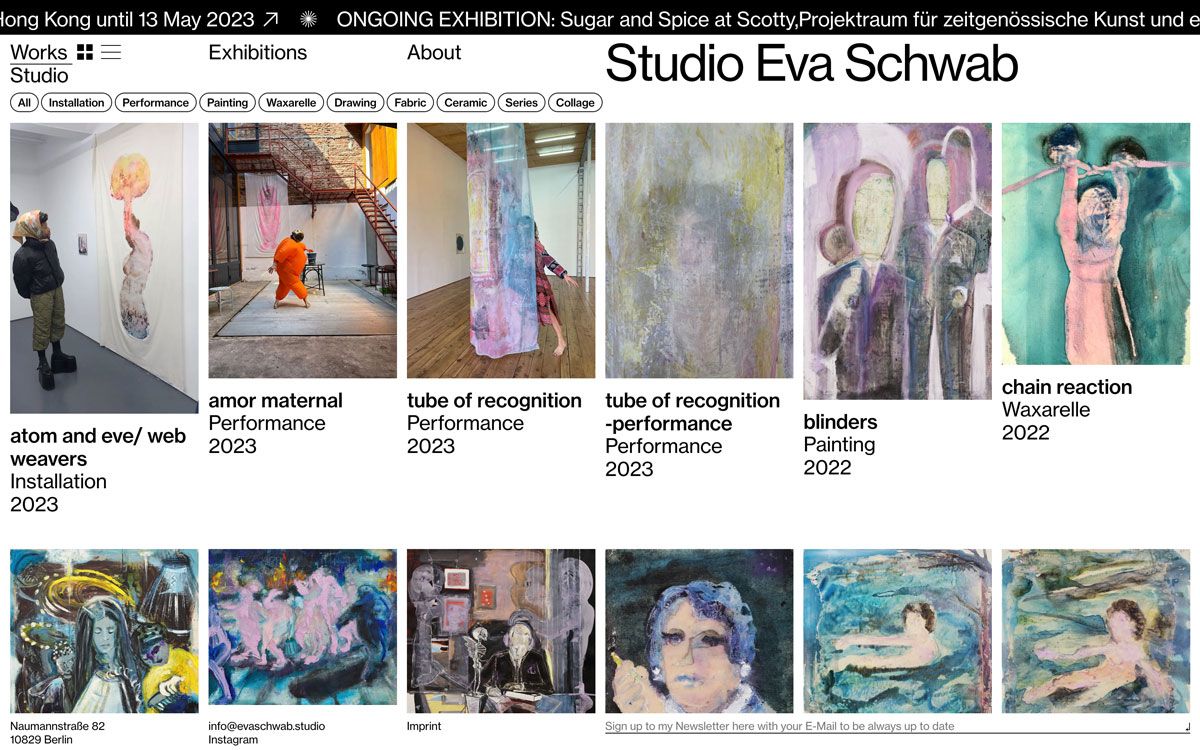 Hong Kong until 13 May 2023 ↗ ONGOING EXHIBITION: Sugar and Spice at Scotty,Projektraum für zeitgenössische Kunst und e
Works
Exhibitions
About
Studio Eva Schwab
Studio
All
Installation
Performance
Painting
Waxarelle
Drawing
Fabric
Ceramic
Series
Collage
atom and eve/ web
weavers
Installation
2023
amor maternal
Performance
2023
tube of recognition
Performance
2023
tube of recognition
-performance
Performance
2023
blinders
Painting
2022
chain reaction
Waxarelle
2022
Naumannstraße 82
10829 Berlin
info@evaschwab.studio
Instagram
Imprint
Sign up to my Newsletter here with your E-Mail to be always up to date